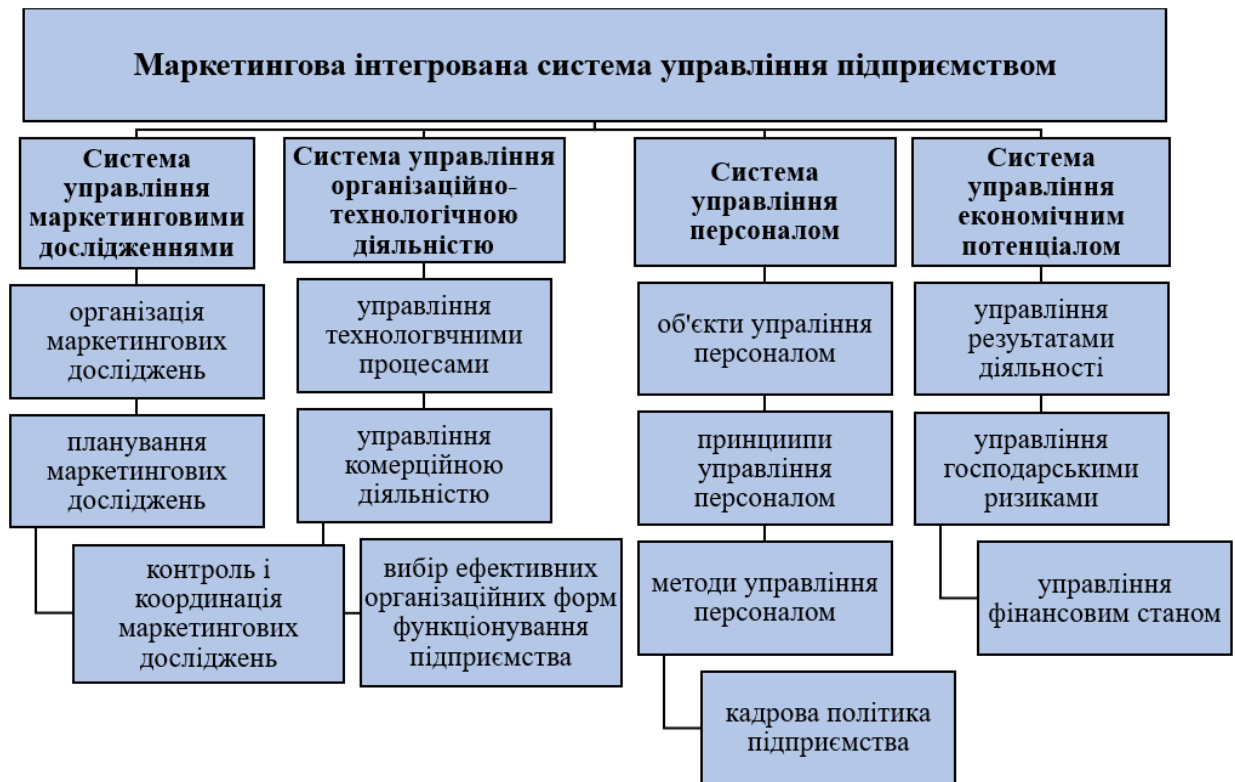 Маркетингова інтегрована система управління підприємством
Система
управління
маркетинговими
дослідженнями
організація
маркетингових
досліджень
планування
маркетингових
досліджень
контроль і
координація
маркетингових
досліджень
Система управління
організаційно-
технологічною
діяльністю
управління
технологвчними
процесами
управління
комерційною
діяльністю
вибір ефективних
організаційних форм
функціонування
підприємства
Система
управління
персоналом
об'єкти упраління
персоналом
принциипи
управління
персоналом
методи управління
персоналом
кадрова політика
підприємства
Система
управління
економічним
потенціалом
управління
резуьтатами
діяльності
управління
господарськими
ризиками
управління
фінансовим станом